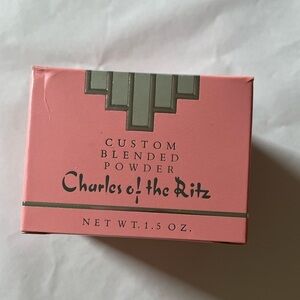 CUSTOM
BLENDED
POWDER
Charles of the Ritz
NET WT. 1.5 OZ.